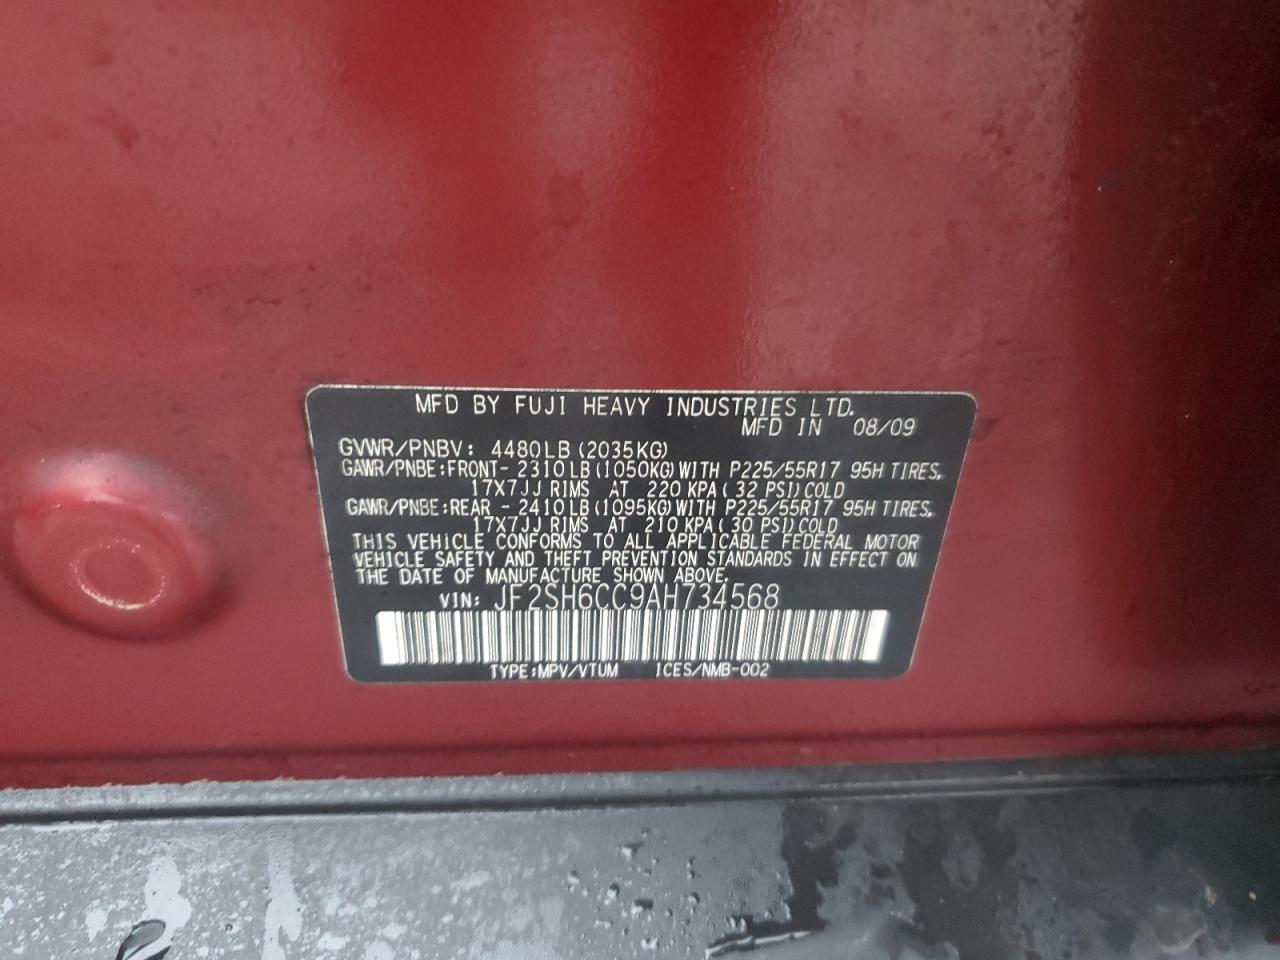 MFD BY FUJI HEAVY INDUSTRIES LTD.
MFD IN 08/09
GVWR/PNBV: 4480LB (2035KG)
GAWR/PNBE:FRONT- 2310LB(1050KG)WITH P225/55R17 95H TIRES,
17X7JJ RIMS AT 220 KPA( 32 PSI)COLD
GAWR/PNBE:REAR - 2410LB(1095KG)WITH P225/55R17 95H TIRES,
17X7JJ RIMS AT 210 KPA( 30 PSI)COLD
THIS VEHICLE CONFORMS TO ALL APPLICABLE FEDERAL MOTOR
VEHICLE SAFETY AND THEFT PREVENTION STANDARDS IN EFFECT ON
THE DATE OF MANUFACTURE SHOWN ABOVE.
VIN: JF2SH6CC9AH734568
TYPE:MPV/VTUM ICES/NMB-002